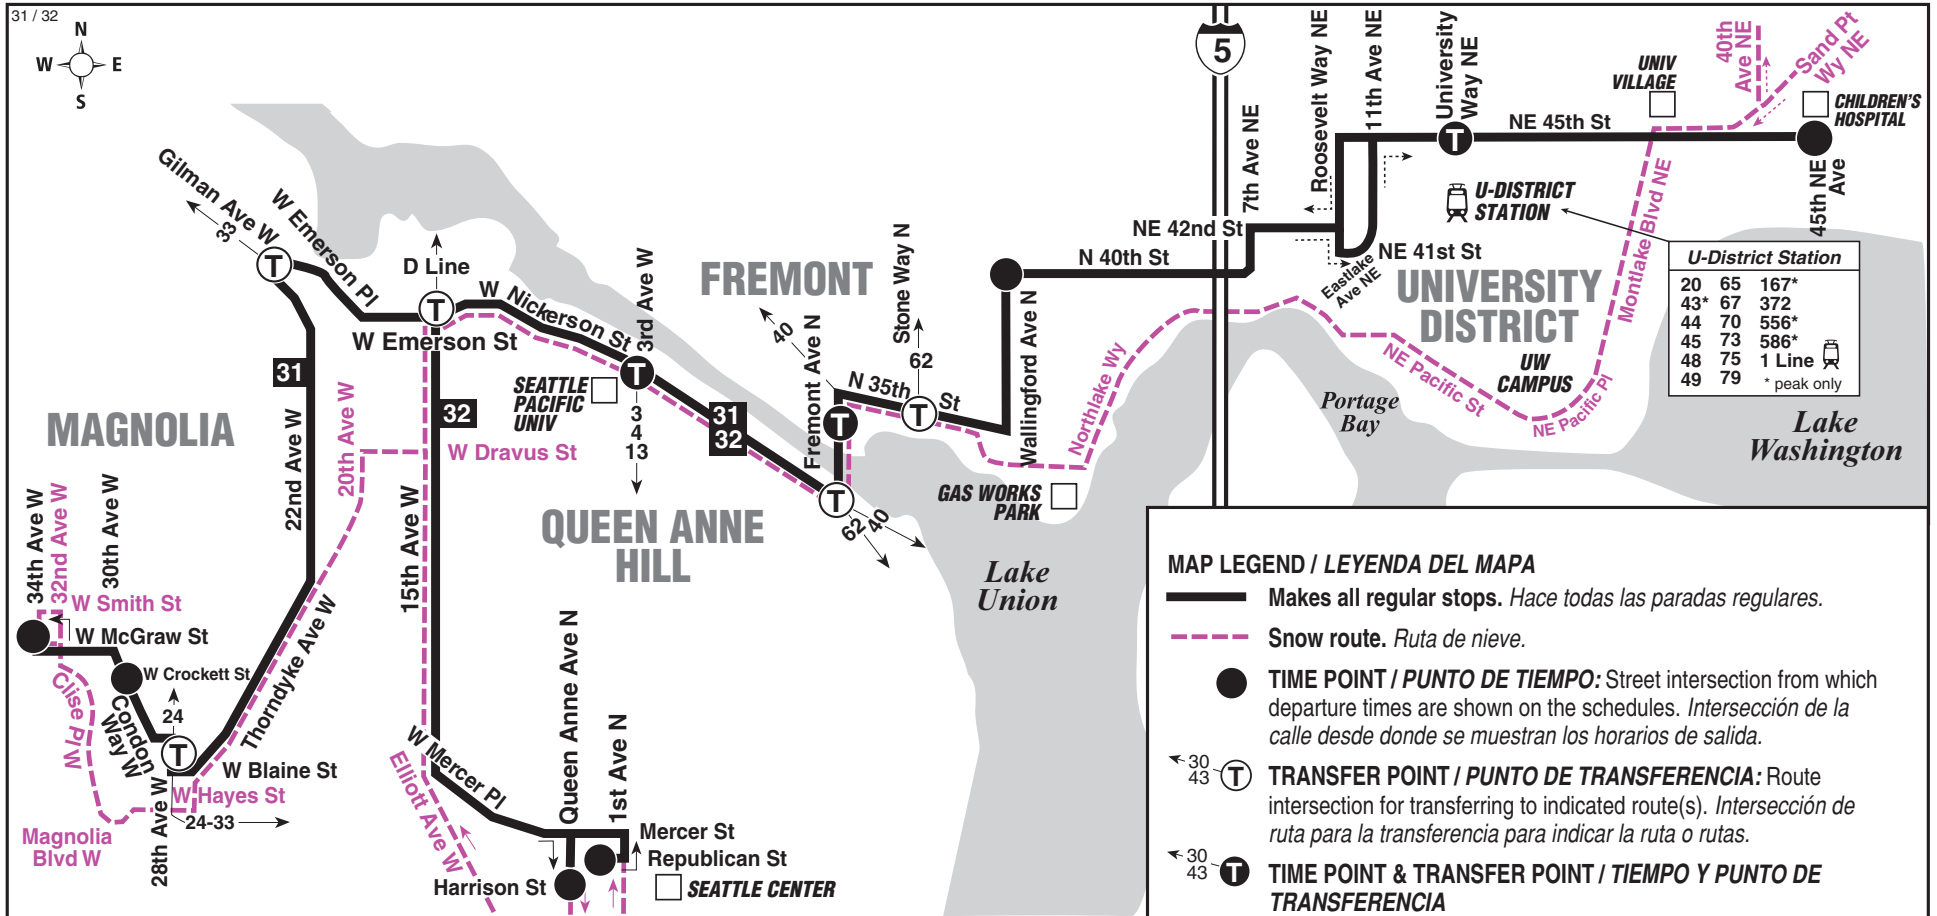 31 / 32
N
W
E
S
5
Roosevelt Way NE
11th Ave NE
University
Way NE
40th
Ave NE
Sand Pt
Wy NE
UNIV
VILLAGE
CHILDREN'S
HOSPITAL
NE 45th St
7th Ave NE
45th NE
Ave
Gilman Ave W
33
W Emerson Pl
D Line
W Nickerson St
3rd Ave W
FREMONT
Stone Way N
N 40th St
NE 42nd St
NE 41st St
Eastlake
Ave NE
U-DISTRICT
STATION
Montlake Blvd NE
UNIVERSITY
DISTRICT
U-District Station
20 65 167*
43* 67 372
44 70 556*
45 73 586*
48 75 1 Line
49 79 * peak only
W Emerson St
40
Fremont Ave N
62
N 35th St
Wallingford Ave N
Northlake Wy
NE Pacific St
NE Pacific Pl
UW
CAMPUS
Portage
Bay
Lake
Washington
31
32
SEATTLE
PACIFIC
UNIV
3
4
13
31
32
MAGNOLIA
22nd Ave W
20th Ave W
W Dravus St
15th Ave W
QUEEN ANNE
HILL
62
40
GAS WORKS
PARK
Lake
Union
34th Ave W
32nd Ave W
30th Ave W
W Smith St
W McGraw St
W Crockett St
Clise Pl W
Condon
Way W
24
Thorndyke Ave W
W Blaine St
W Hayes St
24-33
28th Ave W
Magnolia
Blvd W
W Mercer Pl
Elliott Ave W
Queen Anne Ave N
1st Ave N
Mercer St
Republican St
Harrison St
SEATTLE CENTER
T
T
T
T
T
T
T
T
MAP LEGEND / LEYENDA DEL MAPA
Makes all regular stops. Hace todas las paradas regulares.
Snow route. Ruta de nieve.
TIME POINT / PUNTO DE TIEMPO: Street intersection from which
departure times are shown on the schedules. Intersección de la
calle desde donde se muestran los horarios de salida.
30
43
T
TRANSFER POINT / PUNTO DE TRANSFERENCIA: Route
intersection for transferring to indicated route(s). Intersección de
ruta para la transferencia para indicar la ruta o rutas.
30
43
T
TIME POINT & TRANSFER POINT / TIEMPO Y PUNTO DE
TRANSFERENCIA